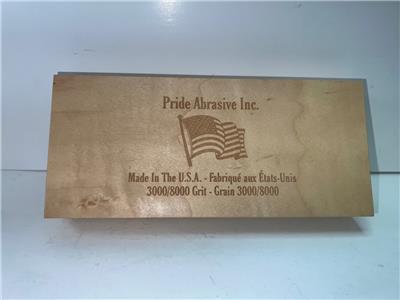 Pride Abrasive Inc.
Made In The U.S.A. - Fabriqué aux États-Unis
3000/8000 Grit - Grain 3000/8000